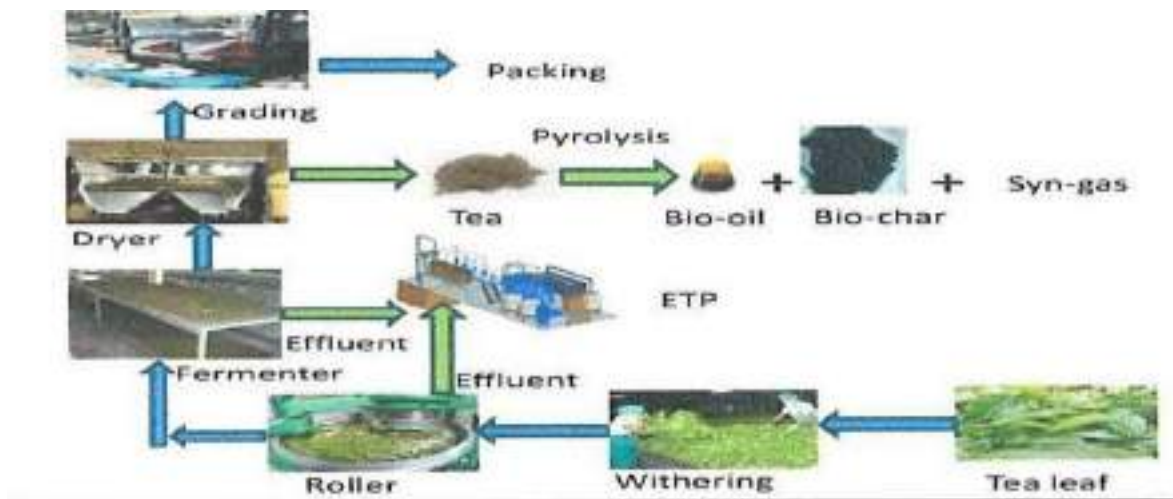 Packing
Grading
Pyrolysis
Tea
Bio-oil
+
Bio-char
+
Syn-gas
Dryer
ETP
Effluent
Fermenter
Effluent
Roller
Withering
Tea leaf